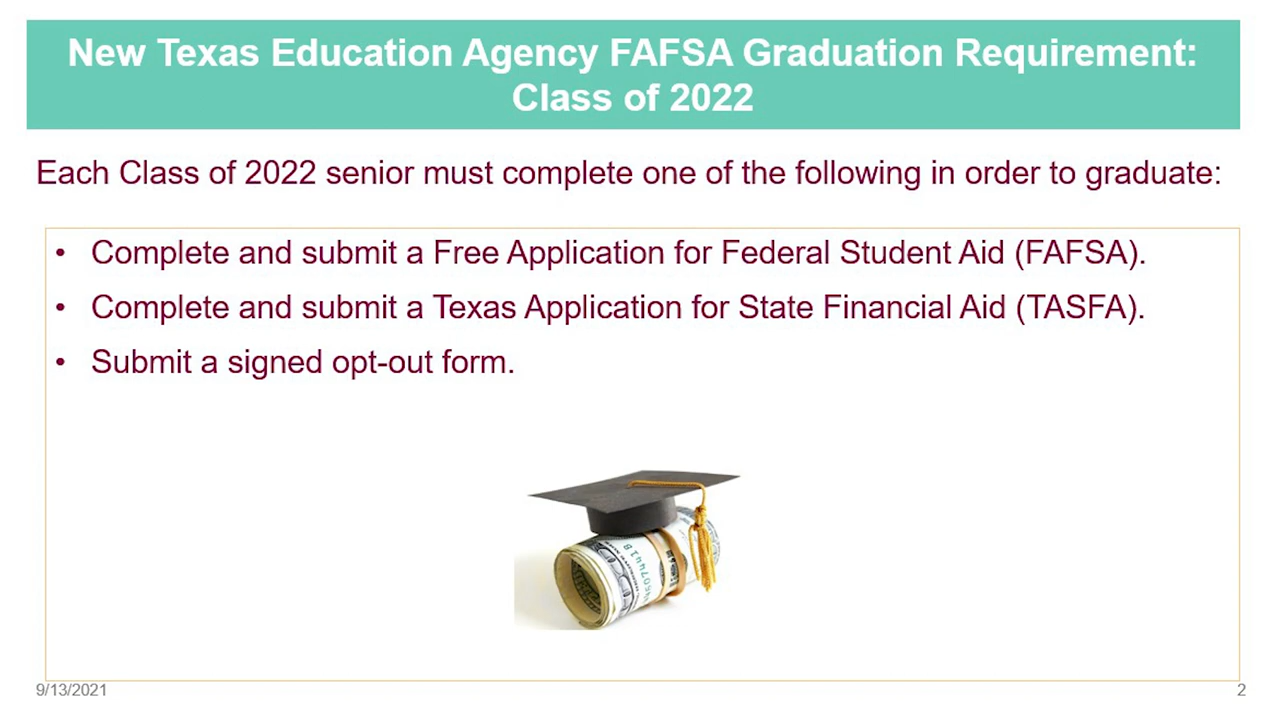 New Texas Education Agency FAFSA Graduation Requirement:
Class of 2022
Each Class of 2022 senior must complete one of the following in order to graduate:
• Complete and submit a Free Application for Federal Student Aid (FAFSA).
• Complete and submit a Texas Application for State Financial Aid (TASFA).
• Submit a signed opt-out form.
9/13/2021
2